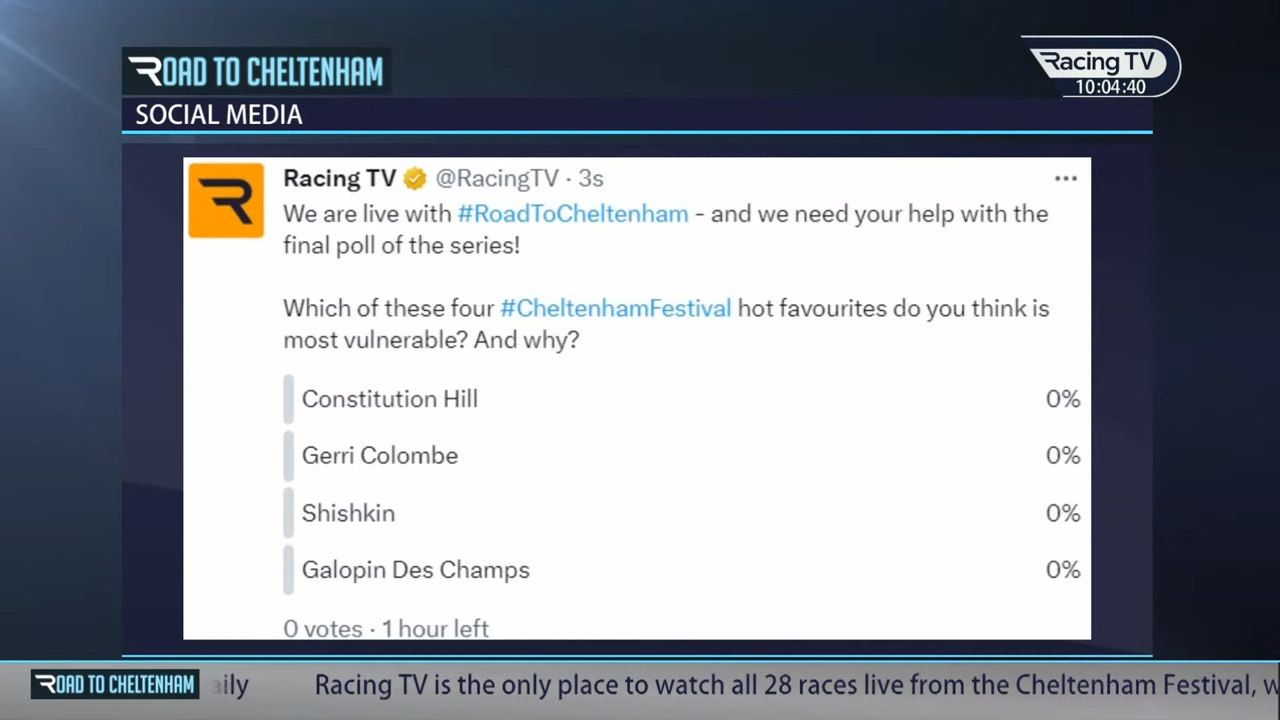 ROAD TO CHELTENHAM
Racing TV
10:04:40
SOCIAL MEDIA
Racing TV @RacingTV · 3s
We are live with #RoadToCheltenham - and we need your help with the
final poll of the series!
Which of these four #CheltenhamFestival hot favourites do you think is
most vulnerable? And why?
Constitution Hill 0%
Gerri Colombe 0%
Shishkin 0%
Galopin Des Champs 0%
0 votes · 1 hour left
ROAD TO CHELTENHAM
Racing TV is the only place to watch all 28 races live from the Cheltenham Festival,